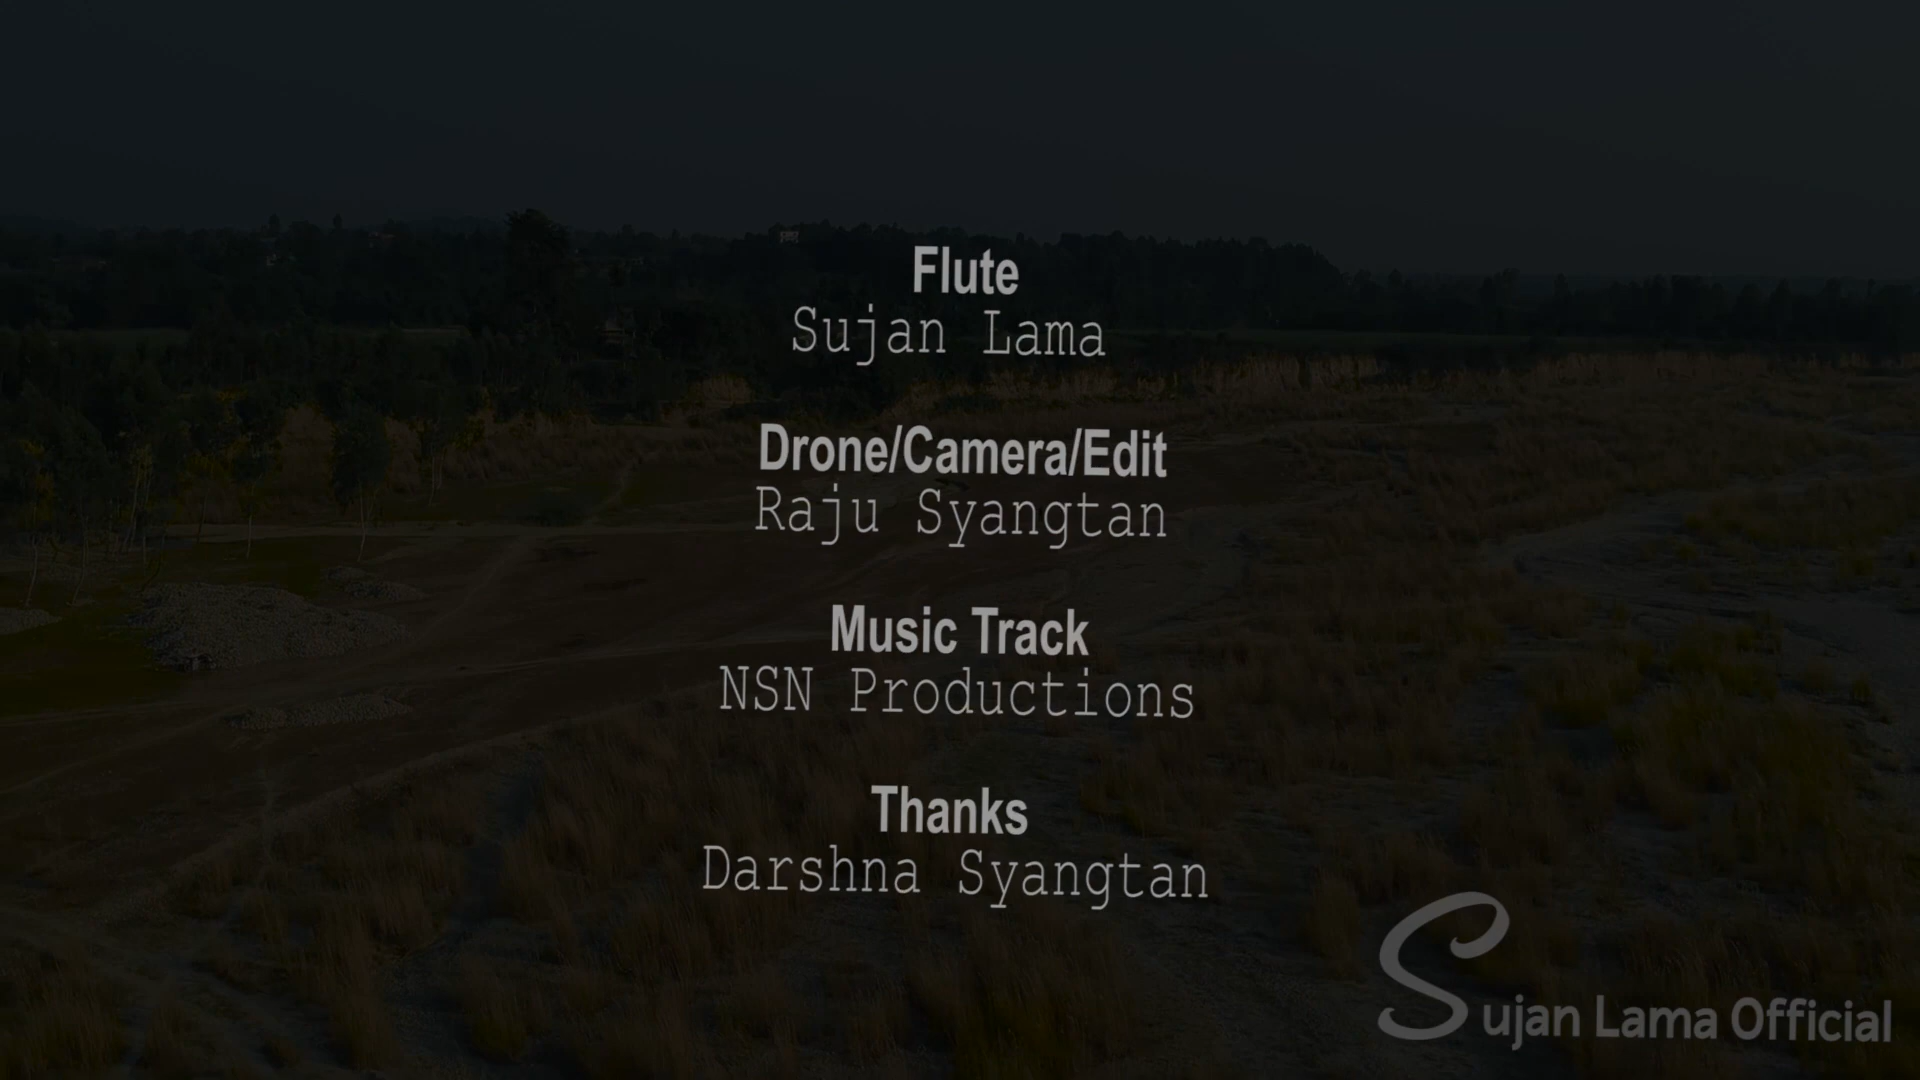 Flute
Sujan Lama
Drone/Camera/Edit
Raju Syangtan
Music Track
NSN Productions
Thanks
Darshna Syangtan
Sujan Lama Official